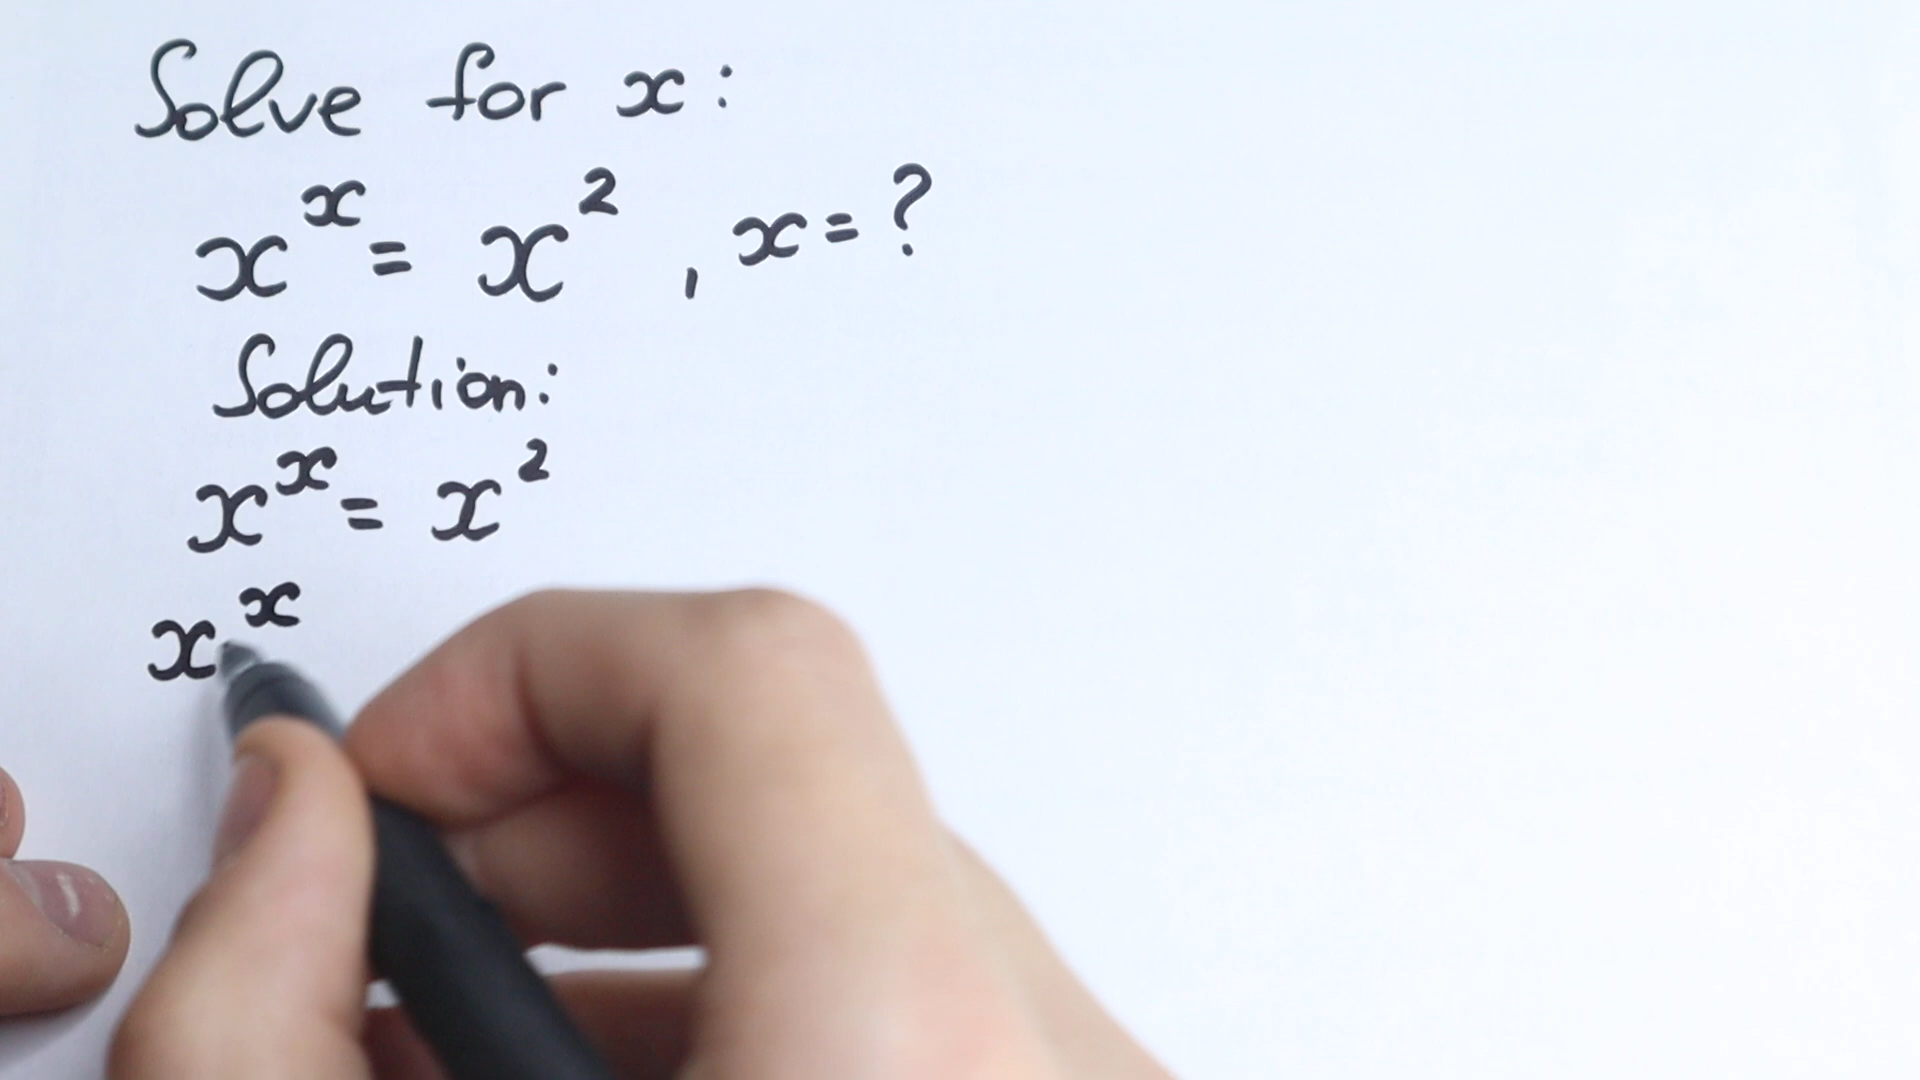 Solve for x:
x^x = x^2 , x = ?
Solution:
x^x = x^2
x^x